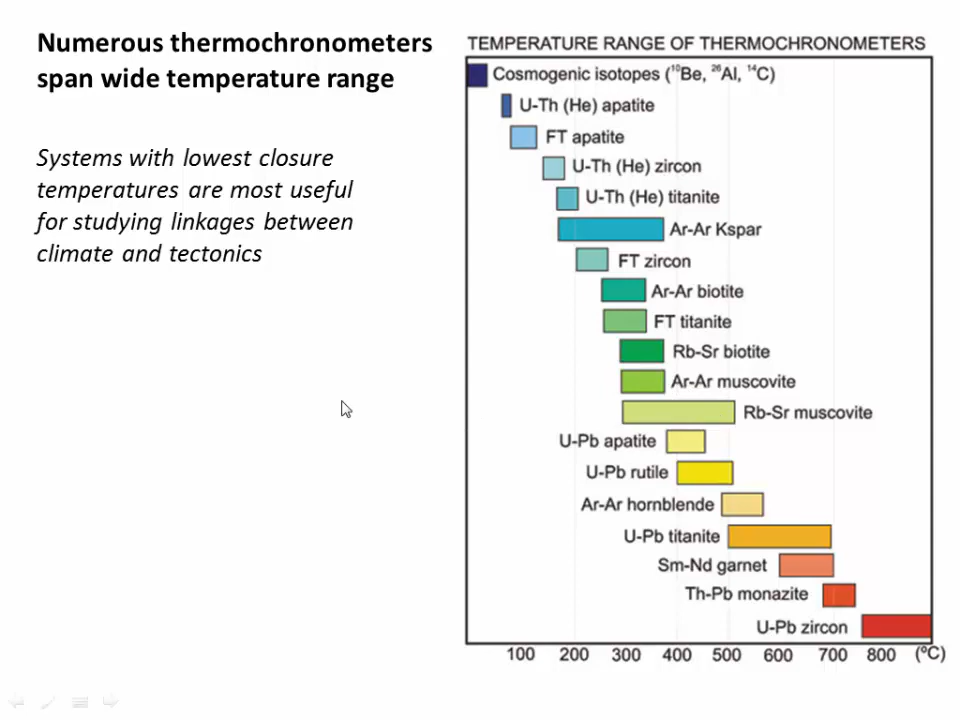 Numerous thermochronometers
span wide temperature range
Systems with lowest closure
temperatures are most useful
for studying linkages between
climate and tectonics
TEMPERATURE RANGE OF THERMOCHRONOMETERS
Cosmogenic isotopes (¹⁰Be, ²⁶Al, ¹⁴C)
U-Th (He) apatite
FT apatite
U-Th (He) zircon
U-Th (He) titanite
Ar-Ar Kspar
FT zircon
Ar-Ar biotite
FT titanite
Rb-Sr biotite
Ar-Ar muscovite
Rb-Sr muscovite
U-Pb apatite
U-Pb rutile
Ar-Ar hornblende
U-Pb titanite
Sm-Nd garnet
Th-Pb monazite
U-Pb zircon
100 200 300 400 500 600 700 800 (ºC)